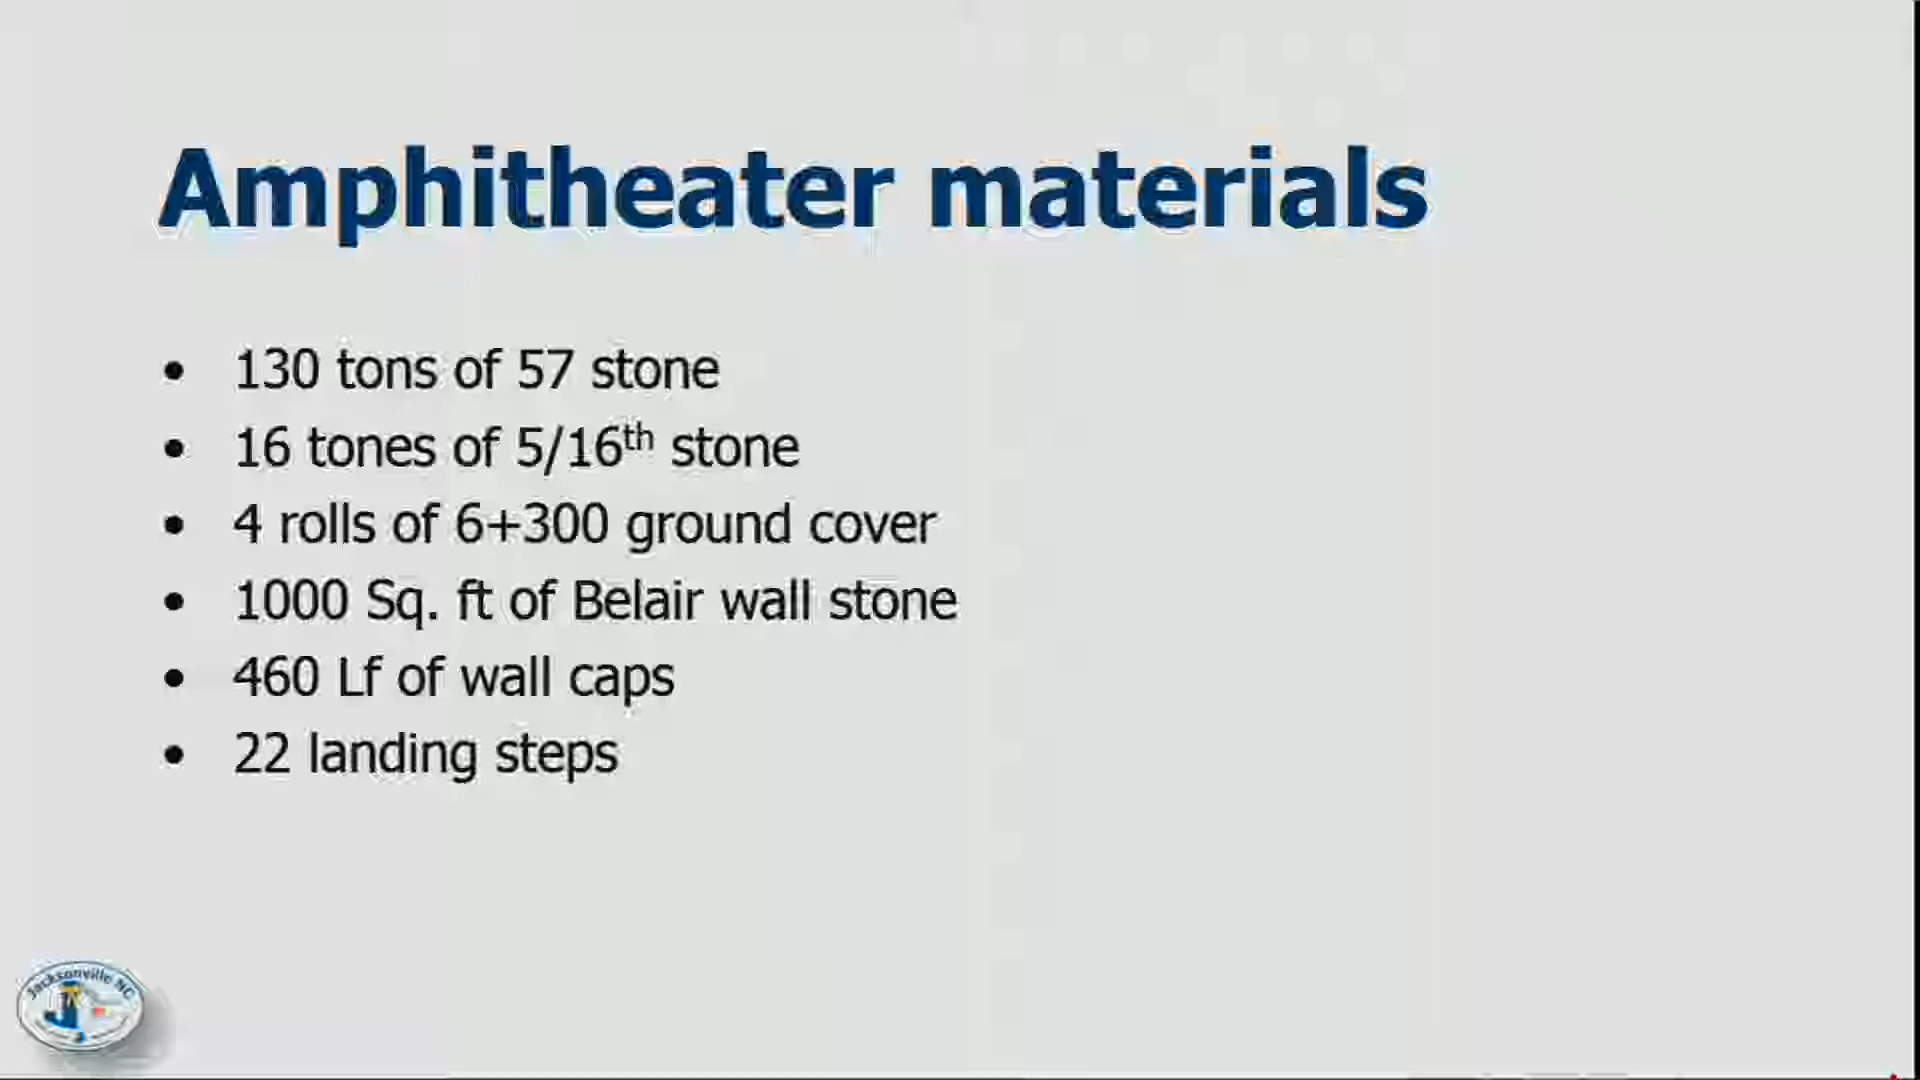 Amphitheater materials
• 130 tons of 57 stone
• 16 tones of 5/16th stone
• 4 rolls of 6+300 ground cover
• 1000 Sq. ft of Belair wall stone
• 460 Lf of wall caps
• 22 landing steps
Jacksonville NC